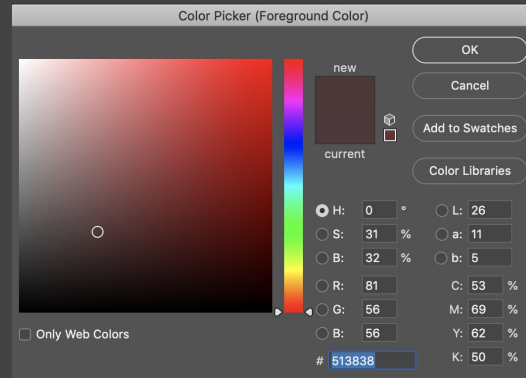 Color Picker (Foreground Color)
new
current
OK
Cancel
Add to Swatches
Color Libraries
H: 0 °
S: 31 %
B: 32 %
R: 81
G: 56
B: 56
# 513838
L: 26
a: 11
b: 5
C: 53 %
M: 69 %
Y: 62 %
K: 50 %
Only Web Colors